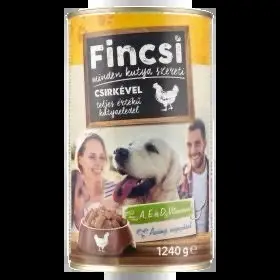 Fincsi
minden kutya szereti
CSIRKÉVEL
teljes értékű
kutyaeledel
A, E és D₃ Vitaminnal
1240 g e